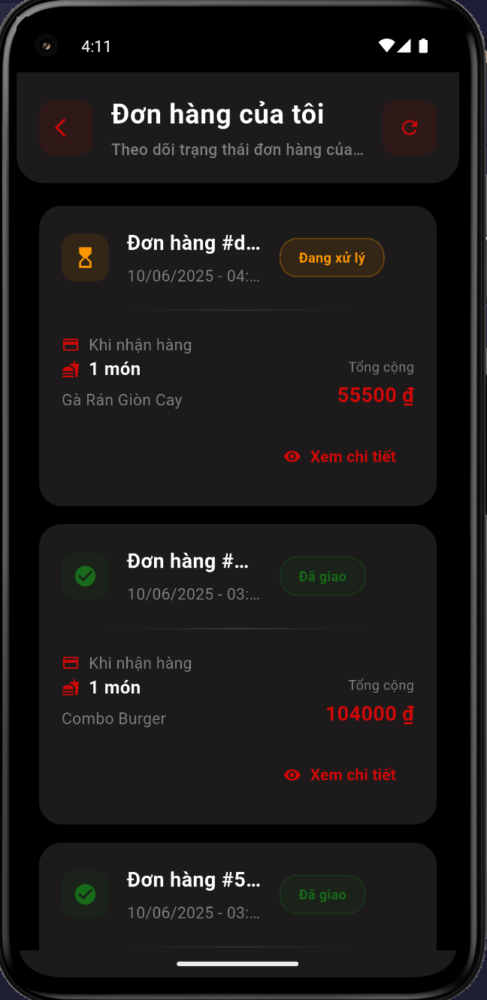 4:11
Đơn hàng của tôi
Theo dõi trạng thái đơn hàng của...
Đơn hàng #d...
Đang xử lý
10/06/2025 - 04:...
Khi nhận hàng
1 món
Tổng cộng
Gà Rán Giòn Cay
55500 ₫
Xem chi tiết
Đơn hàng #...
Đã giao
10/06/2025 - 03:...
Khi nhận hàng
1 món
Tổng cộng
Combo Burger
104000 ₫
Xem chi tiết
Đơn hàng #5...
Đã giao
10/06/2025 - 03:...